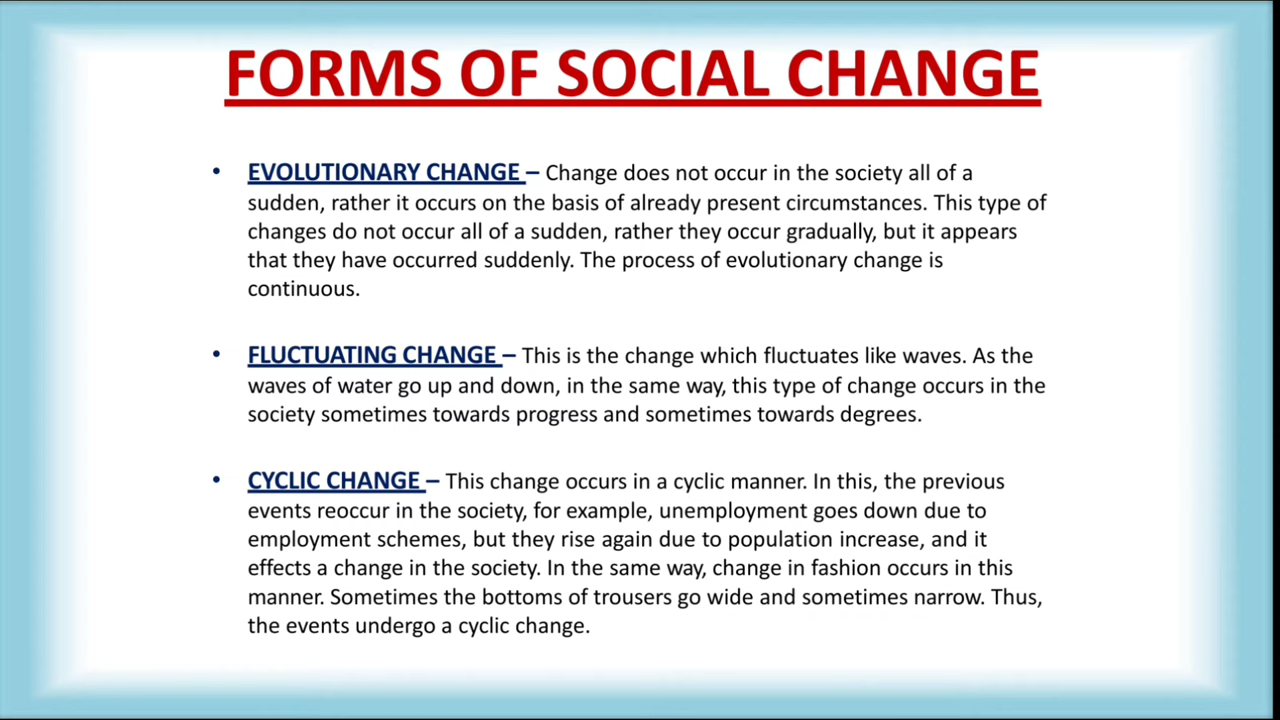 FORMS OF SOCIAL CHANGE
• EVOLUTIONARY CHANGE – Change does not occur in the society all of a
sudden, rather it occurs on the basis of already present circumstances. This type of
changes do not occur all of a sudden, rather they occur gradually, but it appears
that they have occurred suddenly. The process of evolutionary change is
continuous.
• FLUCTUATING CHANGE – This is the change which fluctuates like waves. As the
waves of water go up and down, in the same way, this type of change occurs in the
society sometimes towards progress and sometimes towards degrees.
• CYCLIC CHANGE – This change occurs in a cyclic manner. In this, the previous
events reoccur in the society, for example, unemployment goes down due to
employment schemes, but they rise again due to population increase, and it
effects a change in the society. In the same way, change in fashion occurs in this
manner. Sometimes the bottoms of trousers go wide and sometimes narrow. Thus,
the events undergo a cyclic change.